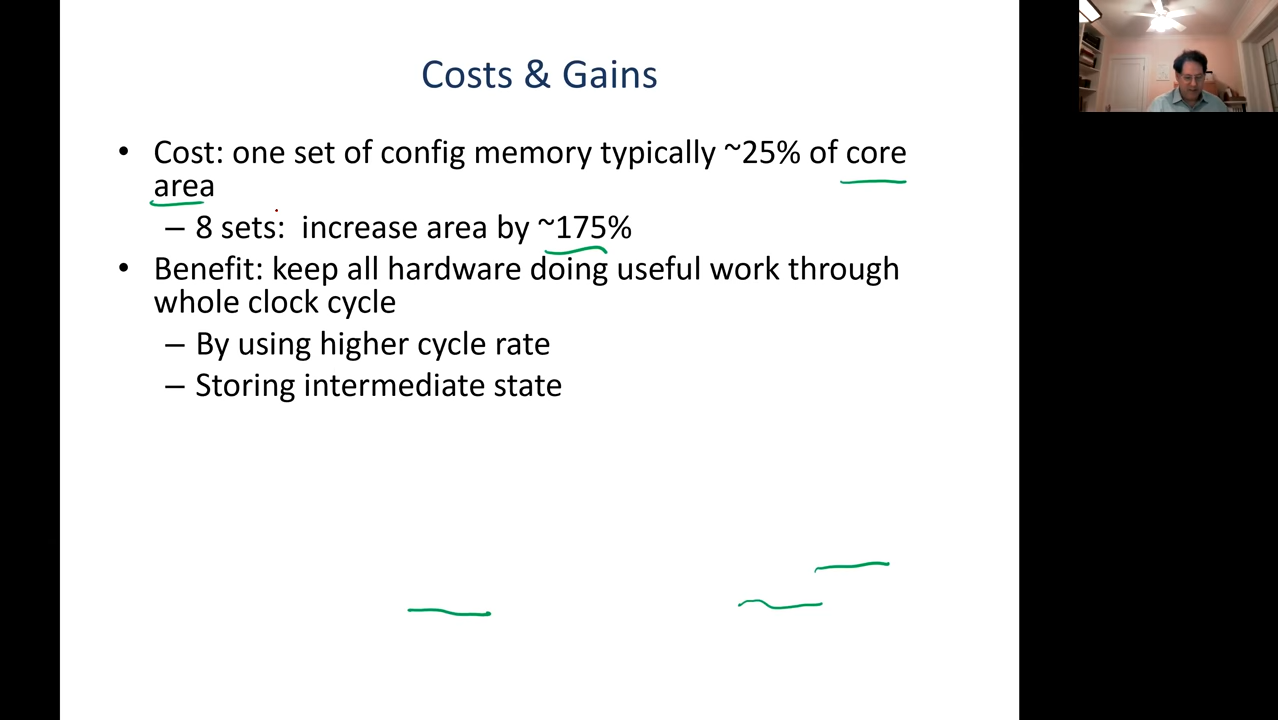 Costs & Gains
• Cost: one set of config memory typically ~25% of core
area
– 8 sets: increase area by ~175%
• Benefit: keep all hardware doing useful work through
whole clock cycle
– By using higher cycle rate
– Storing intermediate state